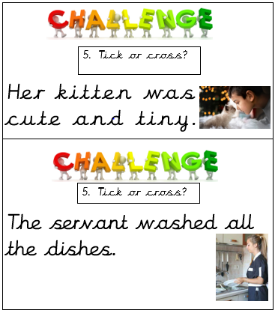 CHALLENGE
5. Tick or cross?
Her kitten was
cute and tiny.
CHALLENGE
5. Tick or cross?
The servant washed all
the dishes.